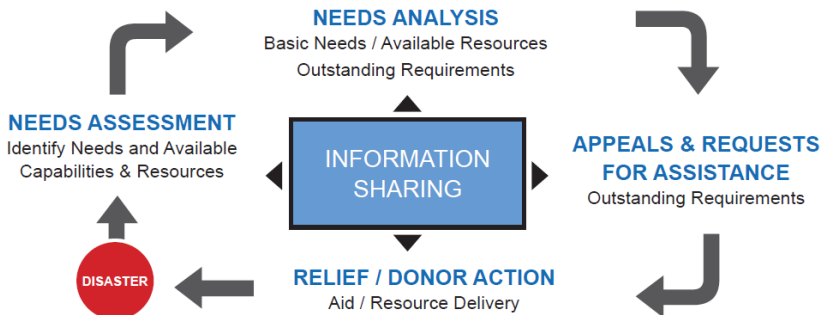 NEEDS ANALYSIS
Basic Needs / Available Resources
Outstanding Requirements
NEEDS ASSESSMENT
Identify Needs and Available
Capabilities & Resources
INFORMATION
SHARING
APPEALS & REQUESTS
FOR ASSISTANCE
Outstanding Requirements
DISASTER
RELIEF / DONOR ACTION
Aid / Resource Delivery